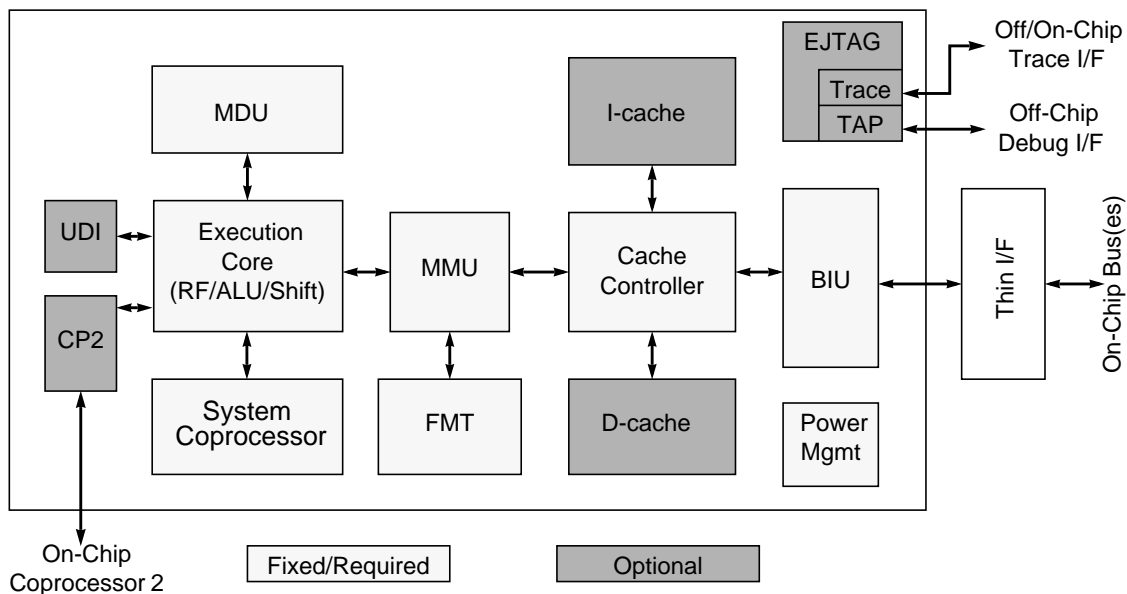 EJTAG
Off/On-Chip
Trace I/F
Trace
TAP
Off-Chip
Debug I/F
MDU
I-cache
UDI
Execution
Core
(RF/ALU/Shift)
MMU
Cache
Controller
BIU
Thin I/F
On-Chip Bus(es)
CP2
System
Coprocessor
FMT
D-cache
Power
Mgmt
On-Chip
Coprocessor 2
Fixed/Required
Optional